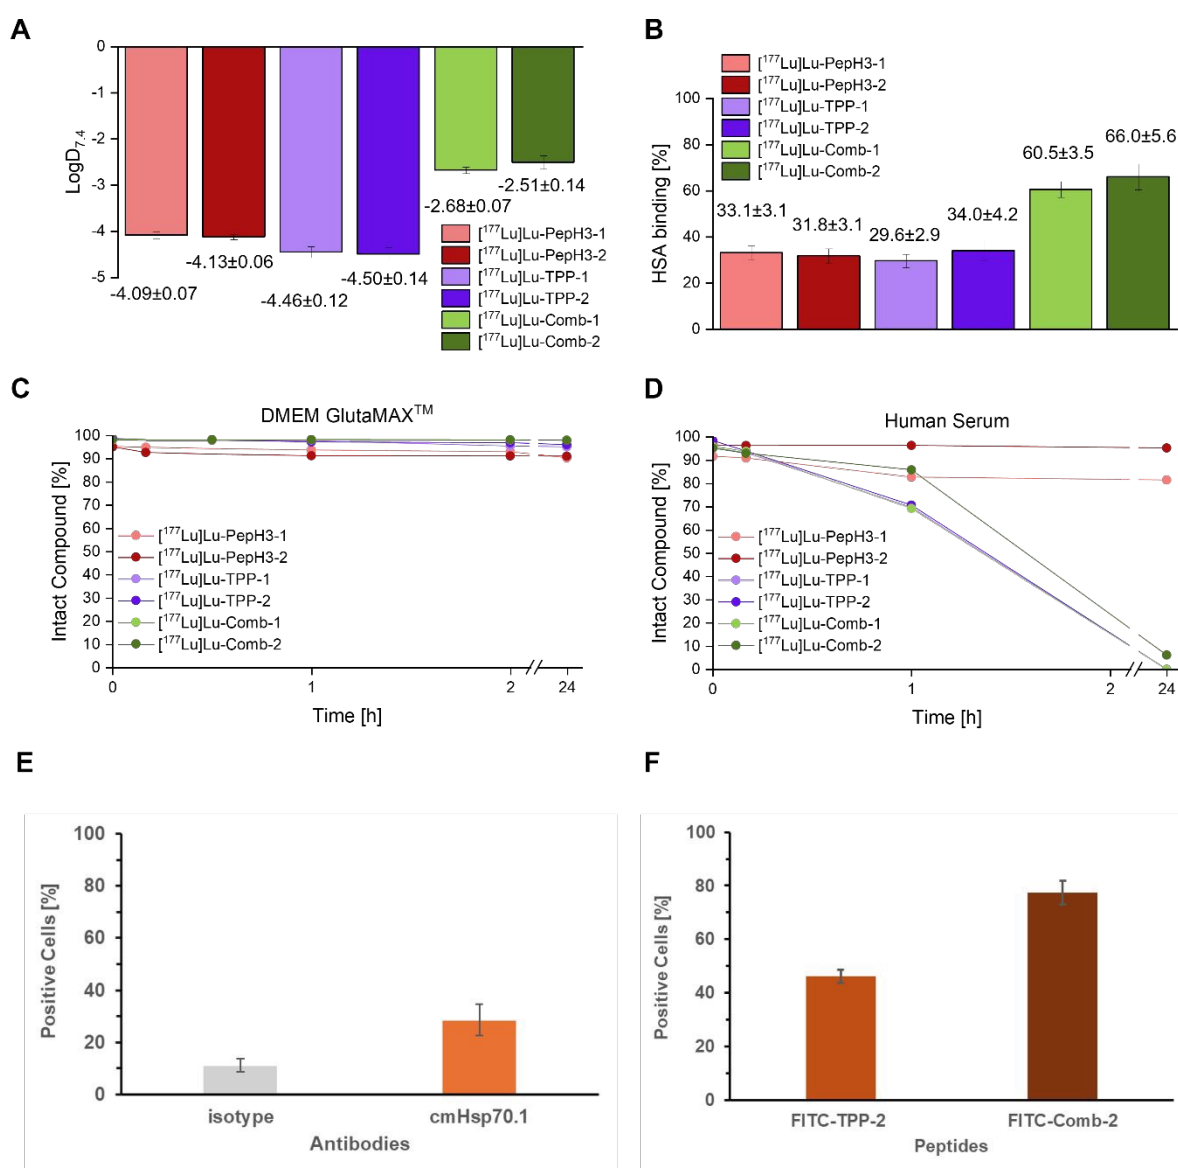 A
0
-1
-2
-3
-4
-5
LogD7.4
-4.09±0.07
-4.13±0.06
-4.46±0.12
-4.50±0.14
-2.68±0.07
-2.51±0.14
[177Lu]Lu-PepH3-1
[177Lu]Lu-PepH3-2
[177Lu]Lu-TPP-1
[177Lu]Lu-TPP-2
[177Lu]Lu-Comb-1
[177Lu]Lu-Comb-2
B
[177Lu]Lu-PepH3-1
[177Lu]Lu-PepH3-2
[177Lu]Lu-TPP-1
[177Lu]Lu-TPP-2
[177Lu]Lu-Comb-1
[177Lu]Lu-Comb-2
100
80
60
40
20
0
HSA binding [%]
33.1±3.1
31.8±3.1
29.6±2.9
34.0±4.2
60.5±3.5
66.0±5.6
C
DMEM GlutaMAX™
100
90
80
70
60
50
40
30
20
10
0
Intact Compound [%]
[177Lu]Lu-PepH3-1
[177Lu]Lu-PepH3-2
[177Lu]Lu-TPP-1
[177Lu]Lu-TPP-2
[177Lu]Lu-Comb-1
[177Lu]Lu-Comb-2
0 1 2 24
Time [h]
D
Human Serum
100
90
80
70
60
50
40
30
20
10
0
Intact Compound [%]
[177Lu]Lu-PepH3-1
[177Lu]Lu-PepH3-2
[177Lu]Lu-TPP-1
[177Lu]Lu-TPP-2
[177Lu]Lu-Comb-1
[177Lu]Lu-Comb-2
0 1 2 24
Time [h]
E
100
80
60
40
20
0
Positive Cells [%]
isotype cmHsp70.1
Antibodies
F
100
80
60
40
20
0
Positive Cells [%]
FITC-TPP-2 FITC-Comb-2
Peptides